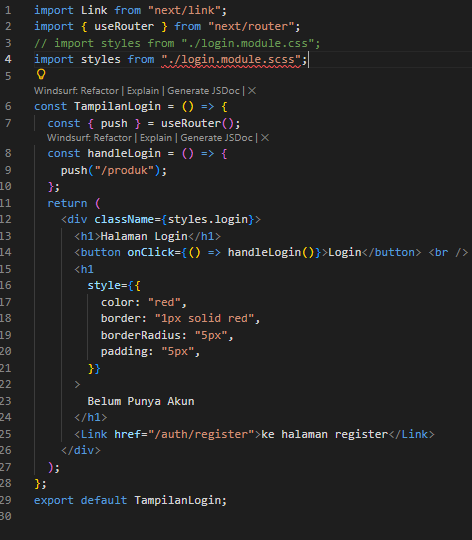 1 import Link from "next/link";
2 import { useRouter } from "next/router";
3 // import styles from "./login.module.css";
4 import styles from "./login.module.scss";
5
Windsurf: Refactor | Explain | Generate JSDoc | ×
6 const TampilanLogin = () => {
7 const { push } = useRouter();
Windsurf: Refactor | Explain | Generate JSDoc | ×
8 const handleLogin = () => {
9 push("/produk");
10 };
11 return (
12 <div className={styles.login}>
13 <h1>Halaman Login</h1>
14 <button onClick={() => handleLogin()}>Login</button> <br />
15 <h1
16 style={{
17 color: "red",
18 border: "1px solid red",
19 borderRadius: "5px",
20 padding: "5px",
21 }}
22 >
23 Belum Punya Akun
24 </h1>
25 <Link href="/auth/register">ke halaman register</Link>
26 </div>
27 );
28 };
29 export default TampilanLogin;
30